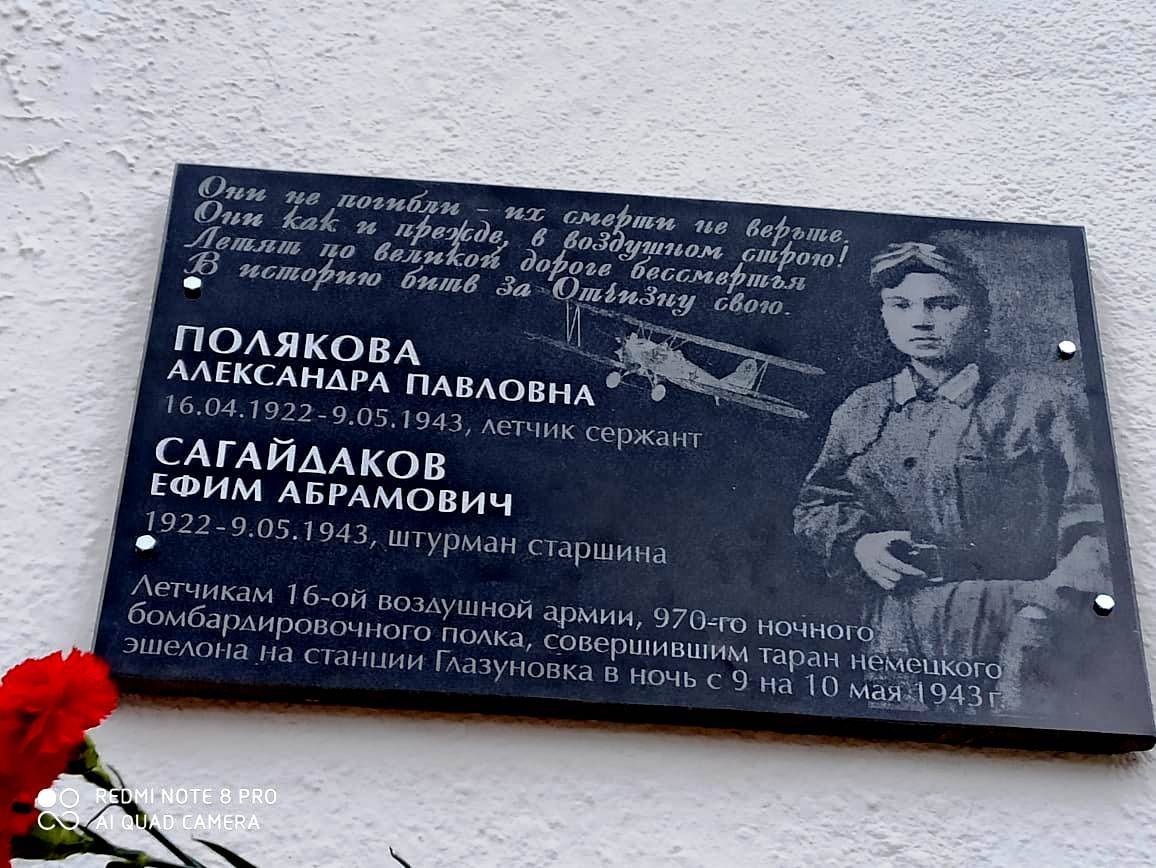 Они не погибли - их смерти не верьте,
Они как и прежде, в воздушном строю!
Летят по великой дороге бессмертья
В историю битв за Отчизну свою.
ПОЛЯКОВА
АЛЕКСАНДРА ПАВЛОВНА
16.04.1922-9.05.1943, летчик сержант
САГАЙДАКОВ
ЕФИМ АБРАМОВИЧ
1922-9.05.1943, штурман старшина
Летчикам 16-ой воздушной армии, 970-го ночного
бомбардировочного полка, совершившим таран немецкого
эшелона на станции Глазуновка в ночь с 9 на 10 мая 1943г.
REDMI NOTE 8 PRO
AI QUAD CAMERA